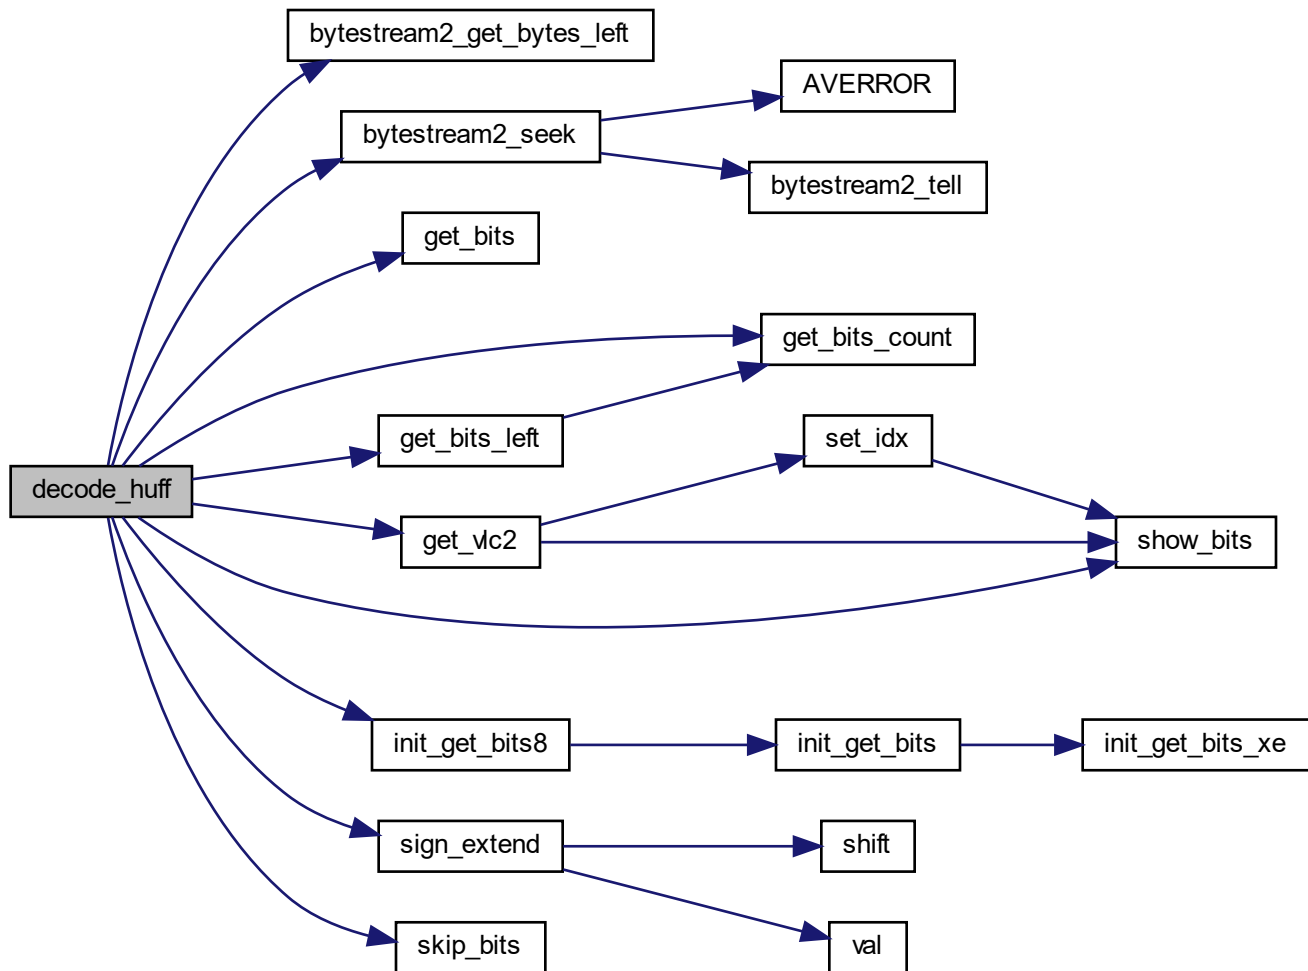 bytestream2_get_bytes_left
AVERROR
bytestream2_seek
bytestream2_tell
get_bits
get_bits_count
get_bits_left
set_idx
decode_huff
get_vlc2
show_bits
init_get_bits8
init_get_bits
init_get_bits_xe
sign_extend
shift
skip_bits
val